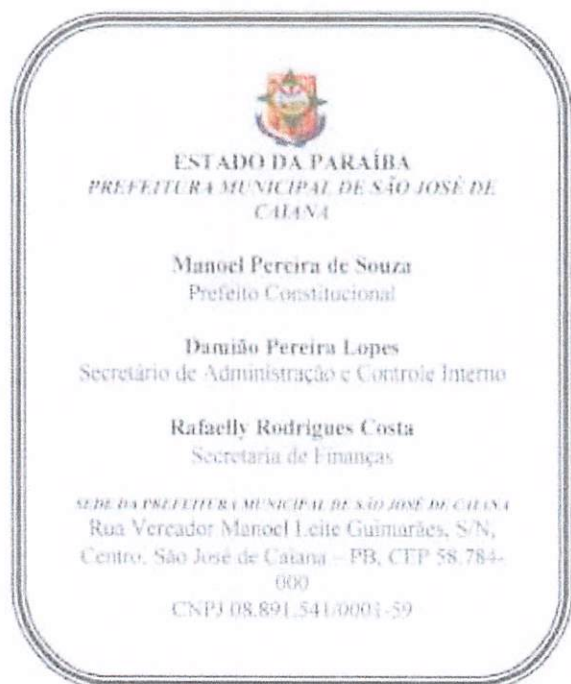 ESTADO DA PARAÍBA
PREFEITURA MUNICIPAL DE SÃO JOSÉ DE
CAIANA
Manoel Pereira de Souza
Prefeito Constitucional
Damião Pereira Lopes
Secretário de Administração e Controle Interno
Rafaelly Rodrigues Costa
Secretaria de Finanças
SEDE DA PREFEITURA MUNICIPAL DE SÃO JOSÉ DE CAIANA
Rua Vereador Manoel Leite Guimarães, S/N,
Centro, São José de Caiana – PB, CEP 58.784-
000
CNPJ 08.891.541/0001-59